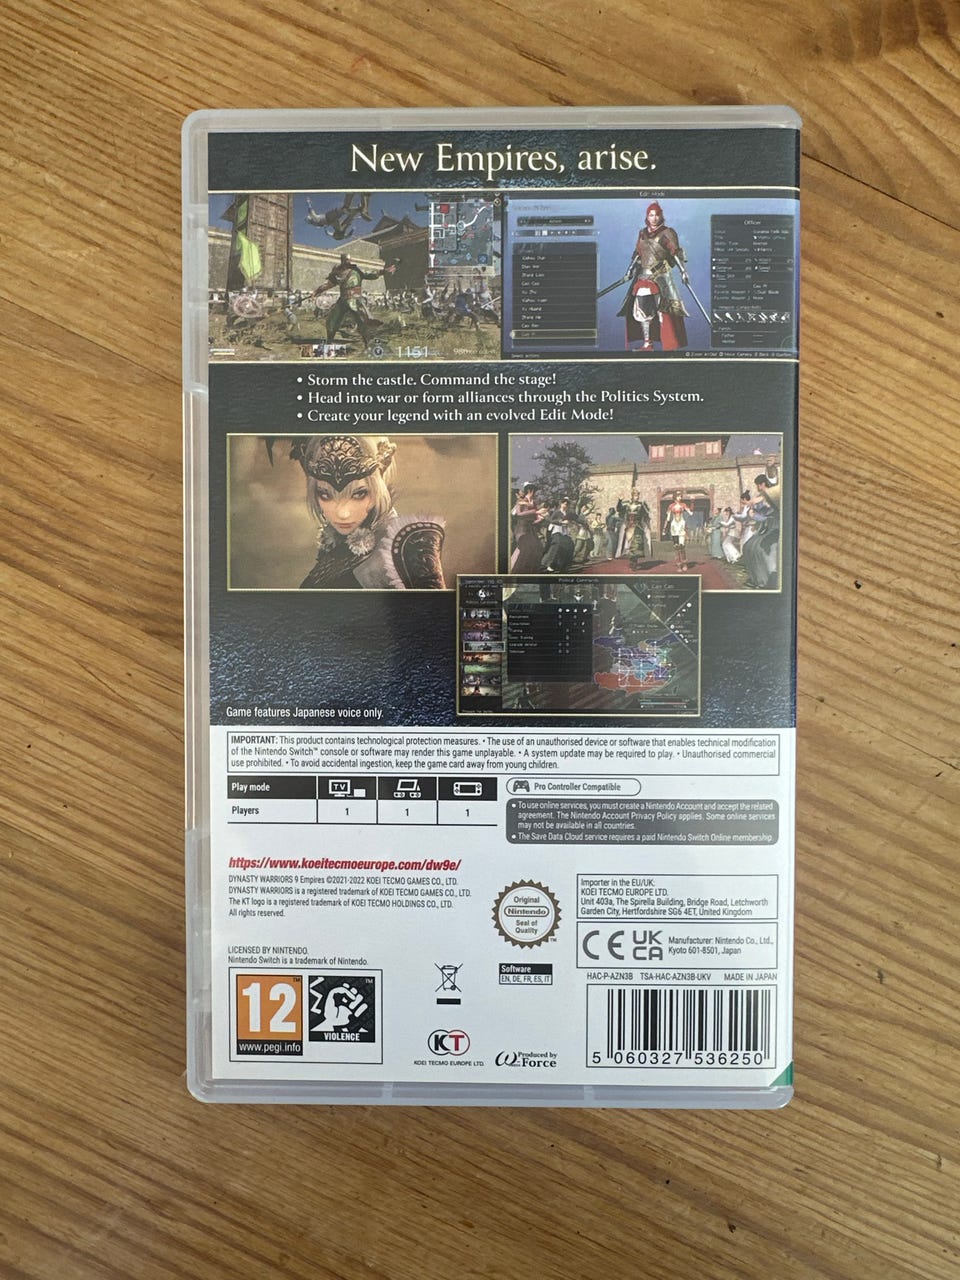 New Empires, arise.
Edit Mode
Officer
1151
• Storm the castle. Command the stage!
• Head into war or form alliances through the Politics System.
• Create your legend with an evolved Edit Mode!
Political Commands
Game features Japanese voice only.
IMPORTANT: This product contains technological protection measures. • The use of an unauthorised device or software that enables technical modification
of the Nintendo Switch™ console or software may render this game unplayable. • A system update may be required to play. • Unauthorised commercial
use prohibited. • To avoid accidental ingestion, keep the game card away from young children.
Play mode TV
Players 1 1 1
Pro Controller Compatible
• To use online services, you must create a Nintendo Account and accept the related
agreement. The Nintendo Account Privacy Policy applies. Some online services
may not be available in all countries.
• The Save Data Cloud service requires a paid Nintendo Switch Online membership.
https://www.koeitecmoeurope.com/dw9e/
DYNASTY WARRIORS 9 Empires ©2021-2022 KOEI TECMO GAMES CO., LTD.
DYNASTY WARRIORS is a registered trademark of KOEI TECMO GAMES CO., LTD.
The KT logo is a registered trademark of KOEI TECMO HOLDINGS CO., LTD.
All rights reserved.
LICENSED BY NINTENDO.
Nintendo Switch is a trademark of Nintendo.
Original
Nintendo
Seal of
Quality
TM
Importer in the EU/UK:
KOEI TECMO EUROPE LTD.
Unit 403a, The Spirella Building, Bridge Road, Letchworth
Garden City, Hertfordshire SG6 4ET, United Kingdom
CE UK
CA
Manufacturer: Nintendo Co., Ltd.,
Kyoto 601-8501, Japan
HAC-P-AZN3B TSA-HAC-AZN3B-UKV MADE IN JAPAN
Software
EN, DE, FR, ES, IT
12
www.pegi.info
VIOLENCE
KT
KOEI TECMO EUROPE LTD.
Produced by
ω-Force
5 060327 536250